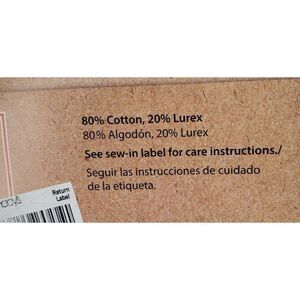 80% Cotton, 20% Lurex
80% Algodón, 20% Lurex
See sew-in label for care instructions./
Seguir las instrucciones de cuidado
de la etiqueta.
Return
Label
macys